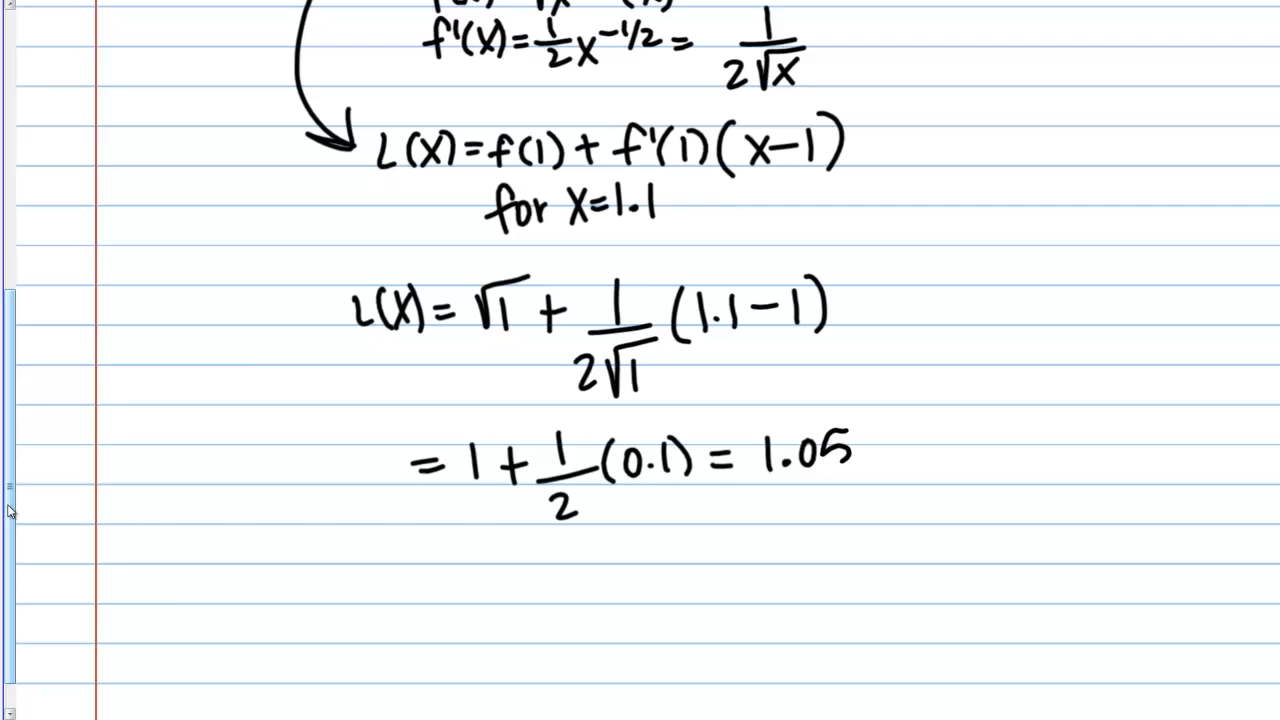 f'(x) = 1/2 x^(-1/2) = 1/(2√x)
L(x) = f(1) + f'(1)(x-1)
for x=1.1
L(x) = √1 + 1/(2√1) (1.1-1)
= 1 + 1/2 (0.1) = 1.05